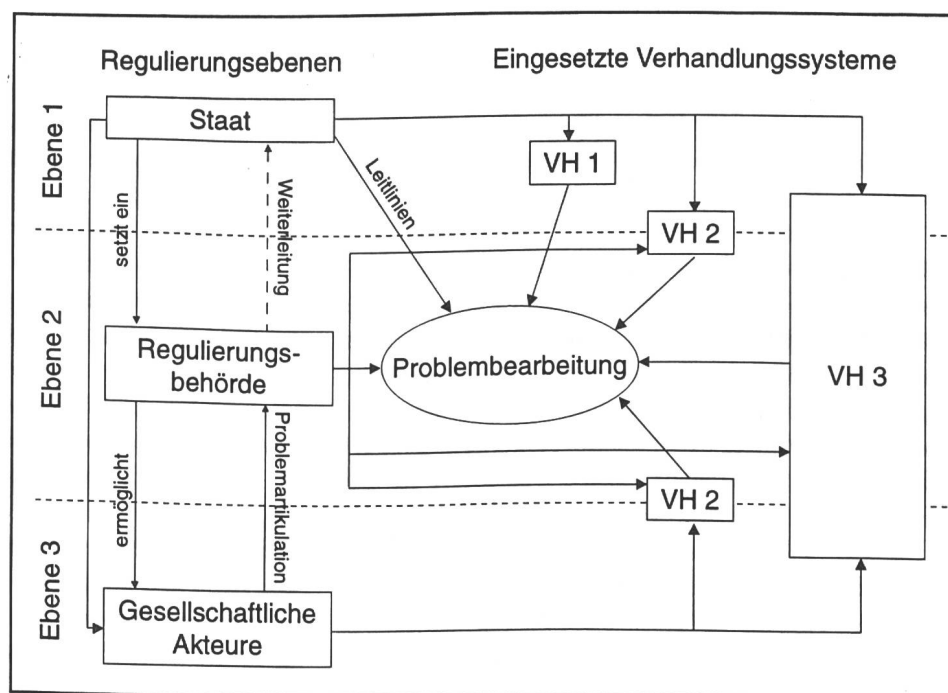 Regulierungsebenen
Eingesetzte Verhandlungssysteme
Ebene 1
Staat
VH 1
Leitlinien
Weiterleitung
setzt ein
VH 2
Ebene 2
Regulierungs-
behörde
Problembearbeitung
VH 3
ermöglicht
Problemartikulation
VH 2
Ebene 3
Gesellschaftliche
Akteure